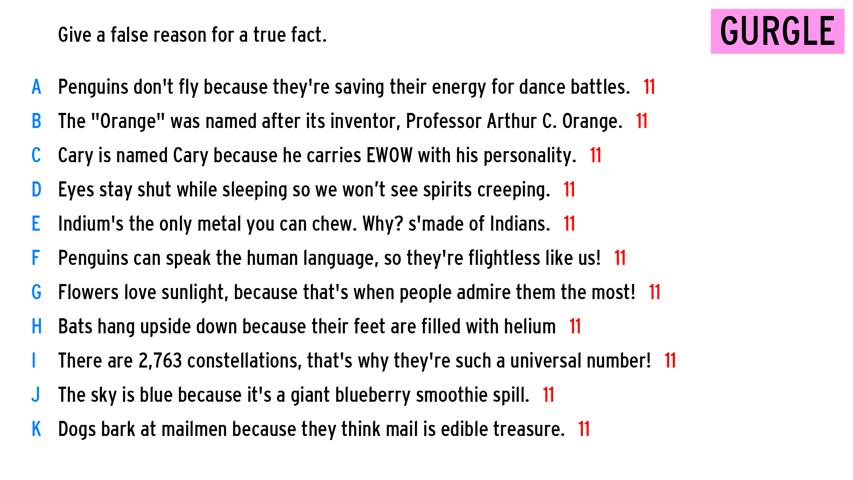 Give a false reason for a true fact.
GURGLE
A Penguins don't fly because they're saving their energy for dance battles. 11
B The "Orange" was named after its inventor, Professor Arthur C. Orange. 11
C Cary is named Cary because he carries EWOW with his personality. 11
D Eyes stay shut while sleeping so we won’t see spirits creeping. 11
E Indium's the only metal you can chew. Why? s'made of Indians. 11
F Penguins can speak the human language, so they're flightless like us! 11
G Flowers love sunlight, because that's when people admire them the most! 11
H Bats hang upside down because their feet are filled with helium 11
I There are 2,763 constellations, that's why they're such a universal number! 11
J The sky is blue because it's a giant blueberry smoothie spill. 11
K Dogs bark at mailmen because they think mail is edible treasure. 11